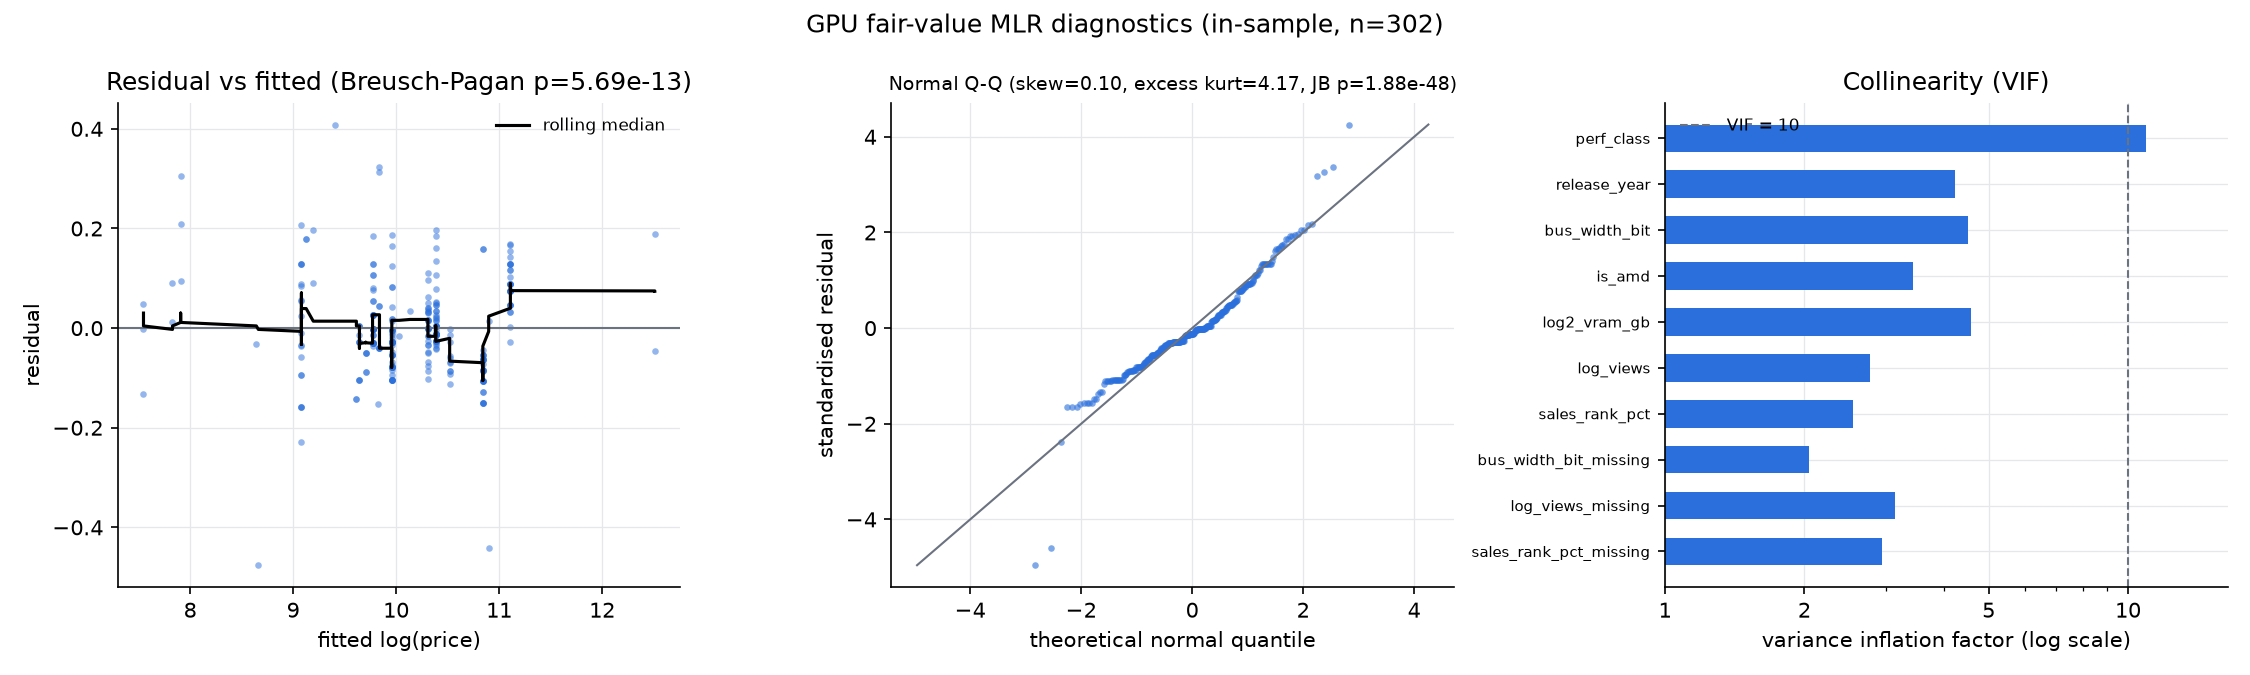 GPU fair-value MLR diagnostics (in-sample, n=302)
Residual vs fitted (Breusch-Pagan p=5.69e-13)
rolling median
0.4
0.2
0.0
−0.2
−0.4
residual
8 9 10 11 12
fitted log(price)
Normal Q-Q (skew=0.10, excess kurt=4.17, JB p=1.88e-48)
4
2
0
−2
−4
standardised residual
−4 −2 0 2 4
theoretical normal quantile
Collinearity (VIF)
VIF = 10
perf_class
release_year
bus_width_bit
is_amd
log2_vram_gb
log_views
sales_rank_pct
bus_width_bit_missing
log_views_missing
sales_rank_pct_missing
1 2 5 10
variance inflation factor (log scale)